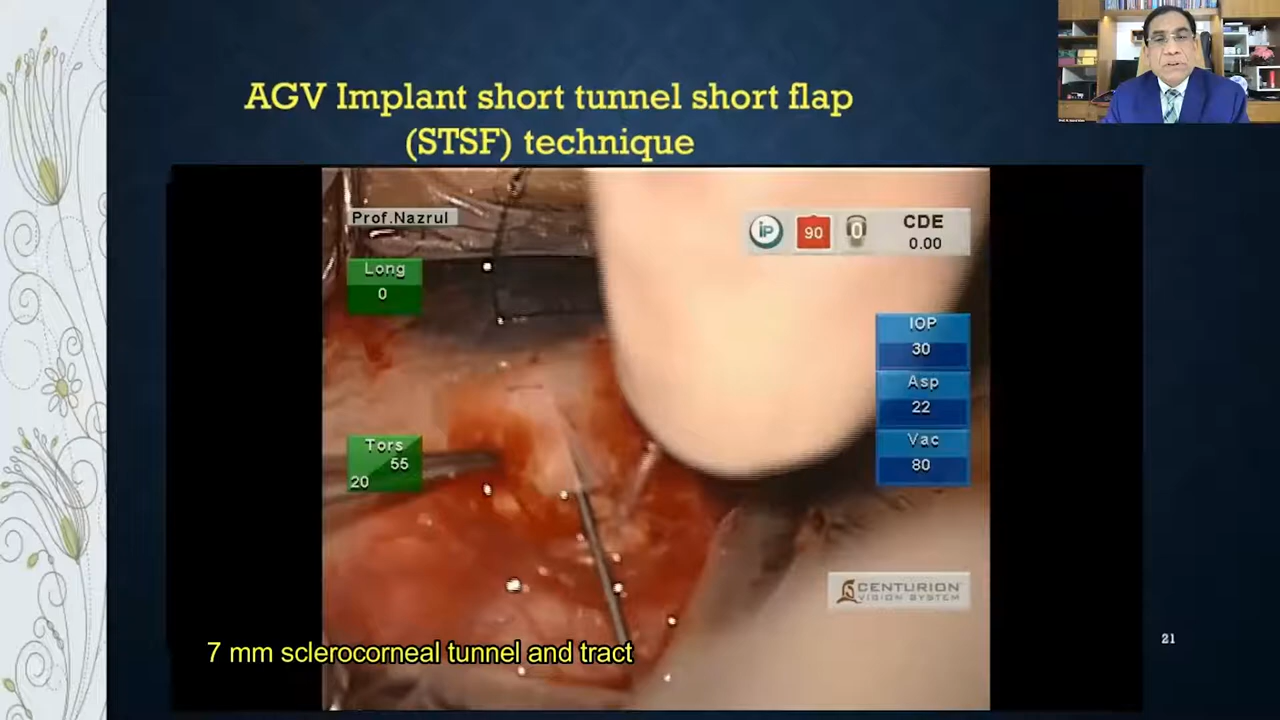 AGV Implant short tunnel short flap
(STSF) technique
Prof.Nazrul
iP
90
0
CDE
0.00
Long
0
IOP
30
Asp
22
Vac
80
Tors
55
20
CENTURION
VISION SYSTEM
7 mm sclerocorneal tunnel and tract
21